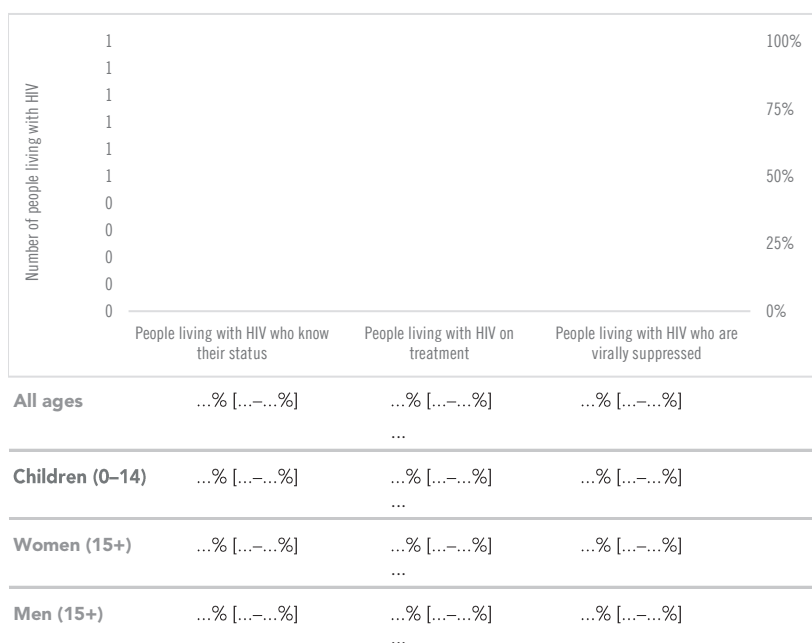 Number of people living with HIV
1
1
1
1
1
1
0
0
0
0
0
100%
75%
50%
25%
0%
People living with HIV who know
their status
People living with HIV on
treatment
People living with HIV who are
virally suppressed
All ages ...% [...–...%] ...% [...–...%] ...% [...–...%]
...
Children (0–14) ...% [...–...%] ...% [...–...%] ...% [...–...%]
...
Women (15+) ...% [...–...%] ...% [...–...%] ...% [...–...%]
...
Men (15+) ...% [...–...%] ...% [...–...%] ...% [...–...%]
...